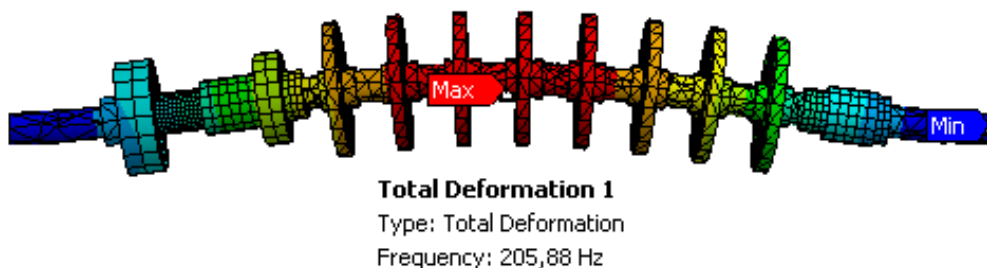 Max
Min
Total Deformation 1
Type: Total Deformation
Frequency: 205,88 Hz